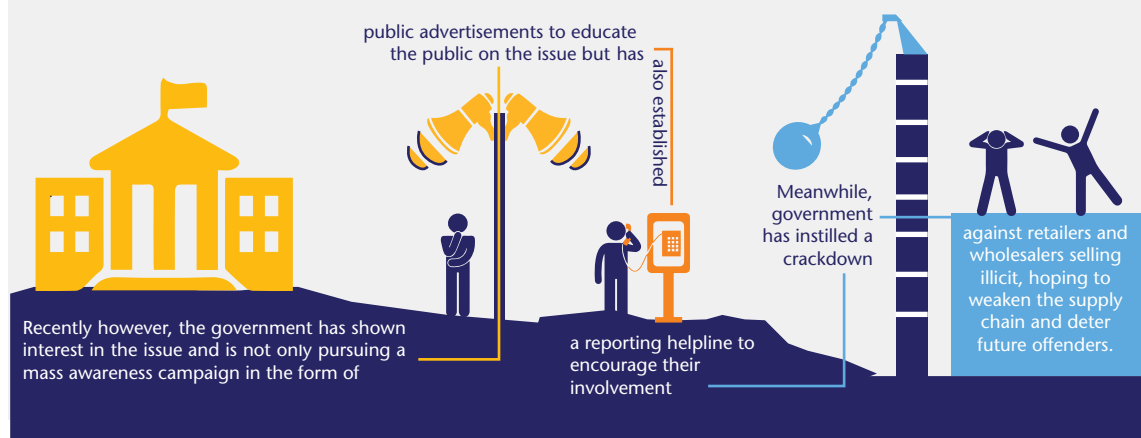 Recently however, the government has shown
interest in the issue and is not only pursuing a
mass awareness campaign in the form of
public advertisements to educate
the public on the issue but has
also established
a reporting helpline to
encourage their
involvement
Meanwhile,
government
has instilled a
crackdown
against retailers and
wholesalers selling
illicit, hoping to
weaken the supply
chain and deter
future offenders.